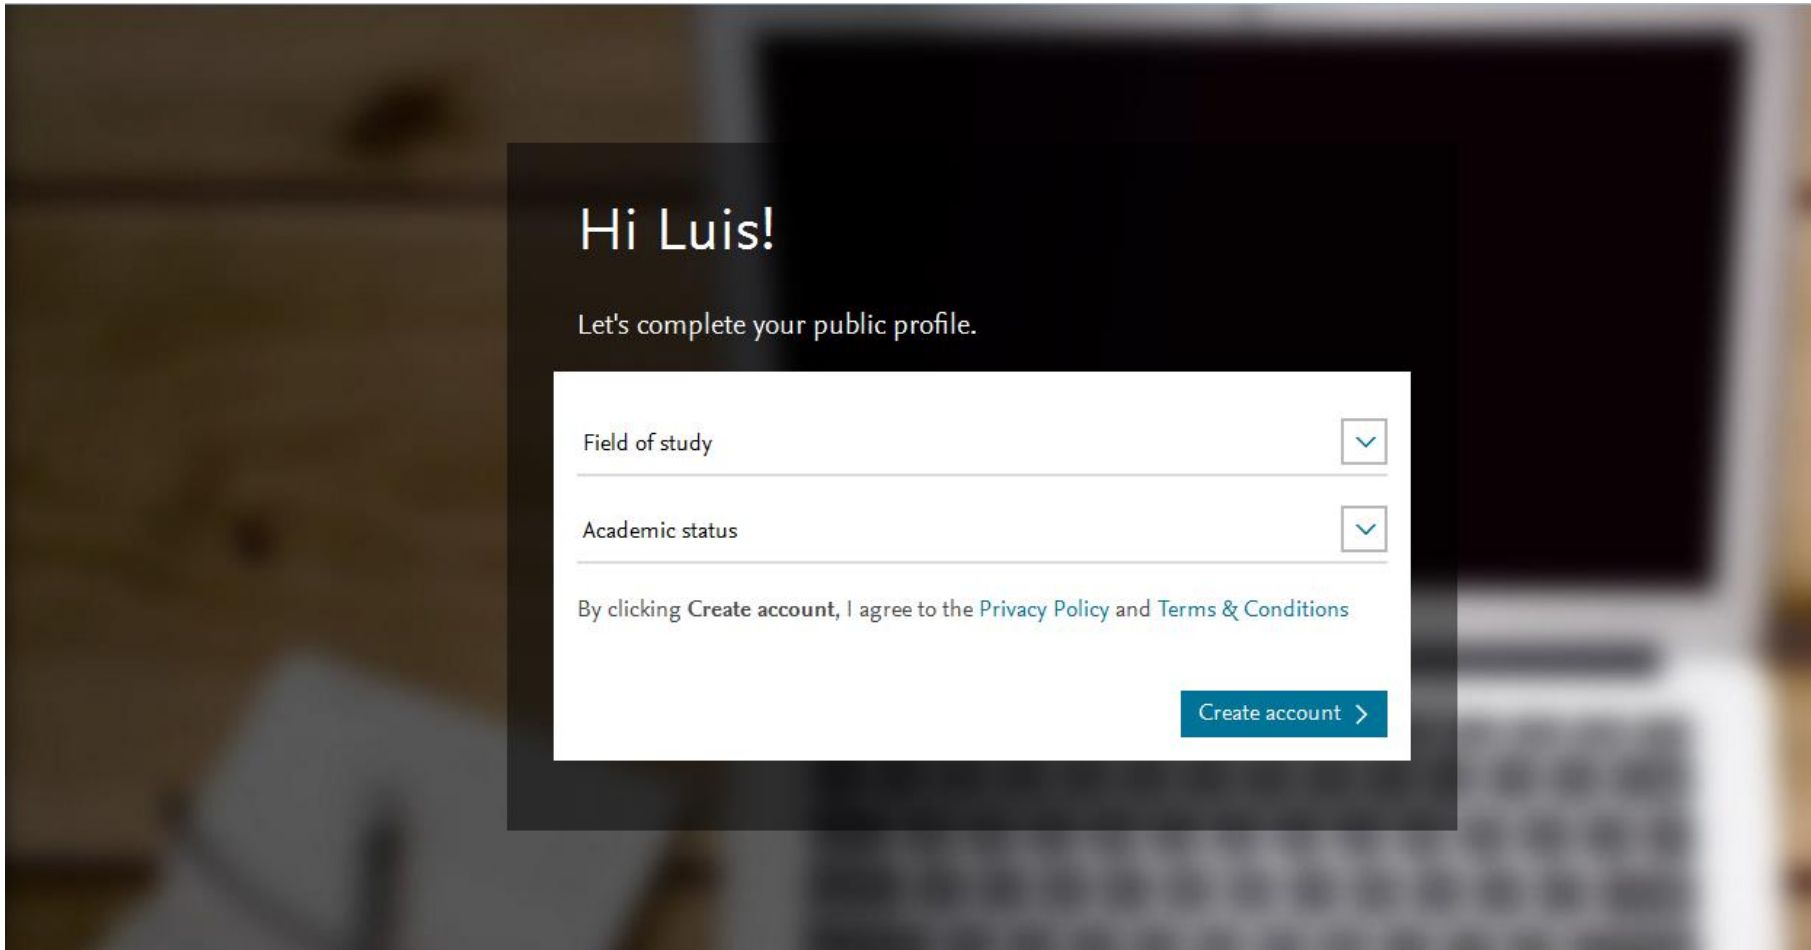 Hi Luis!
Let's complete your public profile.
Field of study
Academic status
By clicking Create account, I agree to the Privacy Policy and Terms & Conditions
Create account